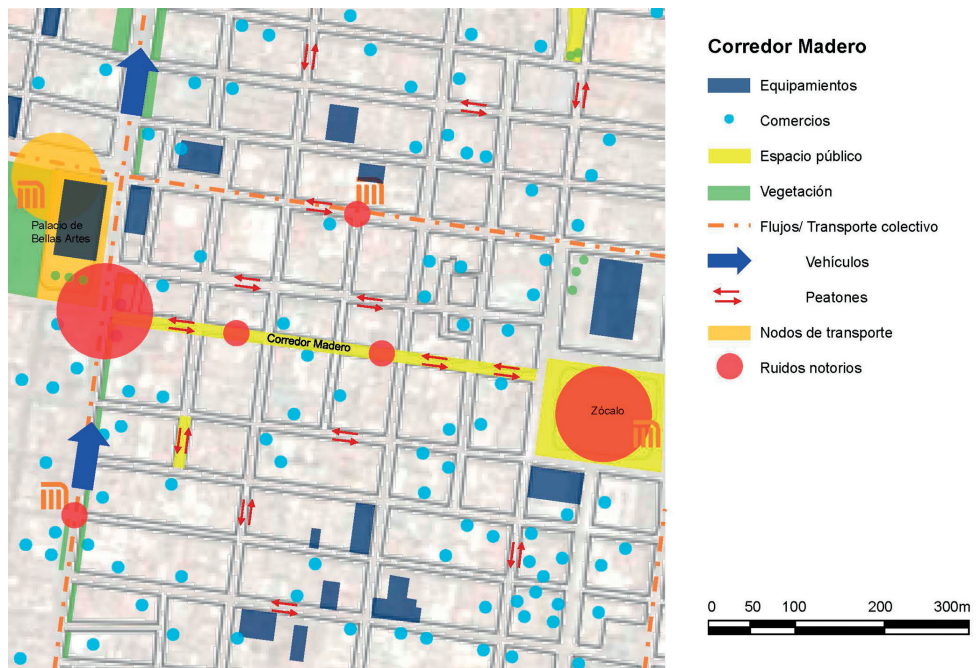 Palacio de
Bellas Artes
Corredor Madero
Zócalo
Corredor Madero
Equipamientos
Comercios
Espacio público
Vegetación
Flujos/ Transporte colectivo
Vehículos
Peatones
Nodos de transporte
Ruidos notorios
0 50 100 200 300m